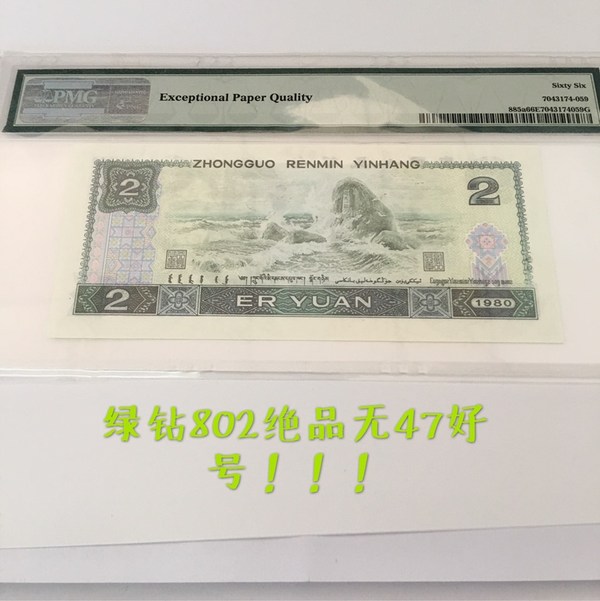 PMG
Exceptional Paper Quality
Sixty Six
7043174-059
885a66E7043174059G
ZHONGGUO RENMIN YINHANG
2
2
2
ER YUAN
1980
绿钻802绝品无47好
号！！！